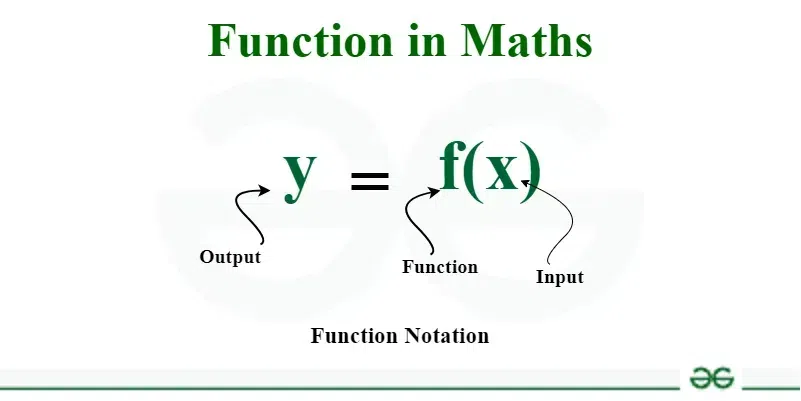 Function in Maths
y = f(x)
Output
Function
Input
Function Notation